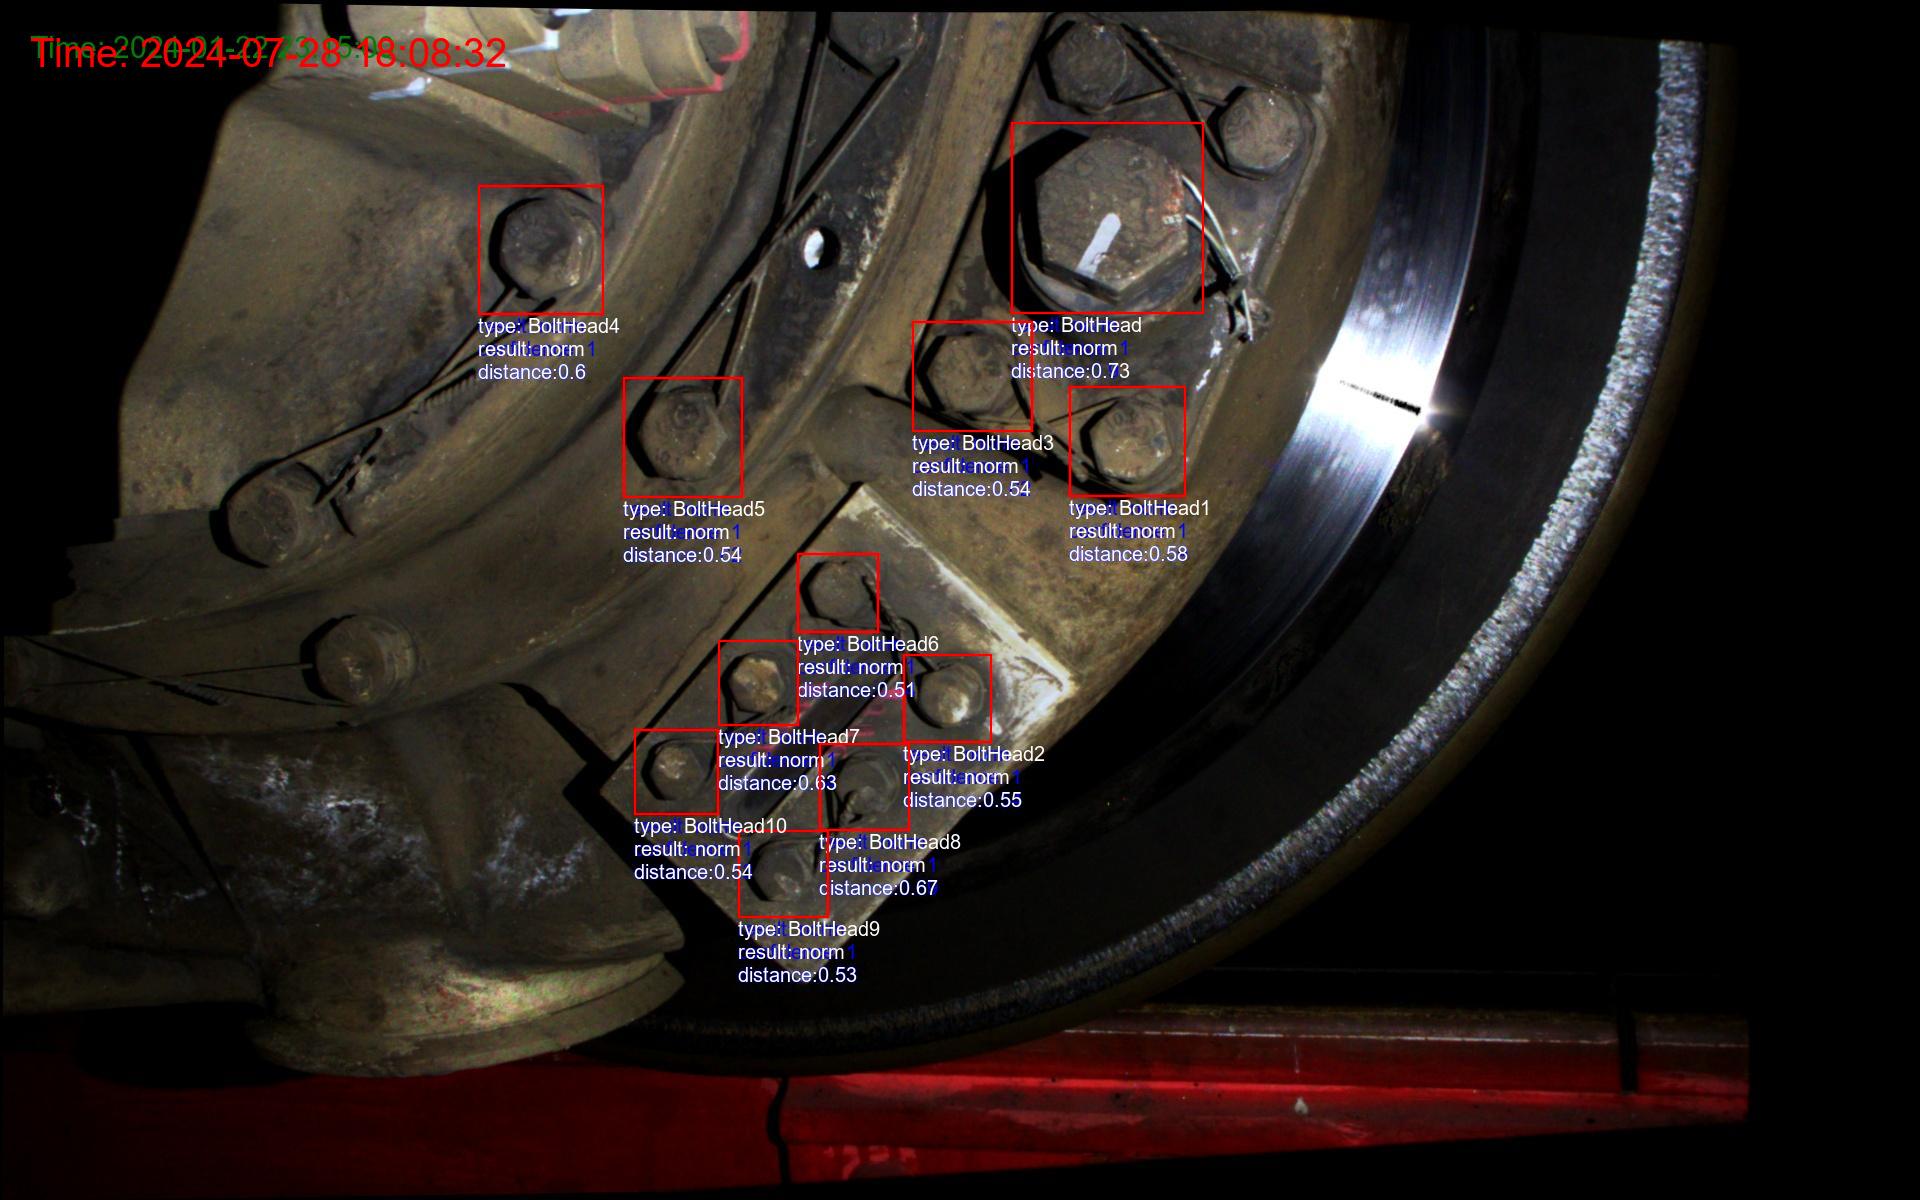 Time: 2024-07-28 18:08:32
type: BoltHead4
result: norm
distance:0.6
type: BoltHead
result: norm
distance:0.73
type: BoltHead3
result: norm
distance:0.54
type: BoltHead5
result: norm
distance:0.54
type: BoltHead1
result: norm
distance:0.58
type: BoltHead6
result: norm
distance:0.51
type: BoltHead7
result: norm
distance:0.63
type: BoltHead2
result: norm
distance:0.55
type: BoltHead10
result: norm
distance:0.54
type: BoltHead8
result: norm
distance:0.67
type: BoltHead9
result: norm
distance:0.53